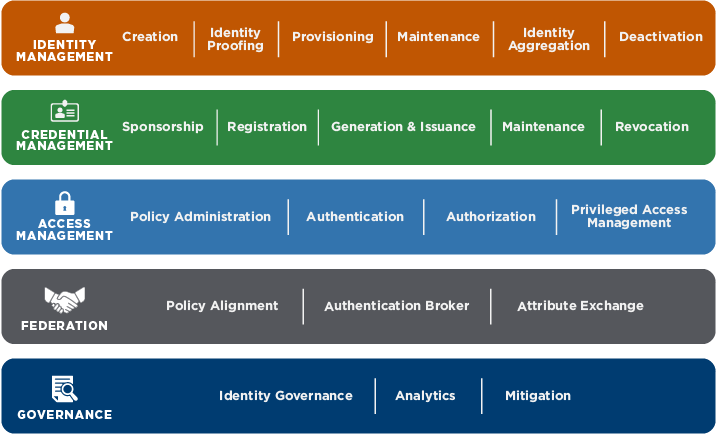 IDENTITY
MANAGEMENT
Creation
Identity
Proofing
Provisioning
Maintenance
Identity
Aggregation
Deactivation
CREDENTIAL
MANAGEMENT
Sponsorship
Registration
Generation & Issuance
Maintenance
Revocation
ACCESS
MANAGEMENT
Policy Administration
Authentication
Authorization
Privileged Access
Management
FEDERATION
Policy Alignment
Authentication Broker
Attribute Exchange
GOVERNANCE
Identity Governance
Analytics
Mitigation